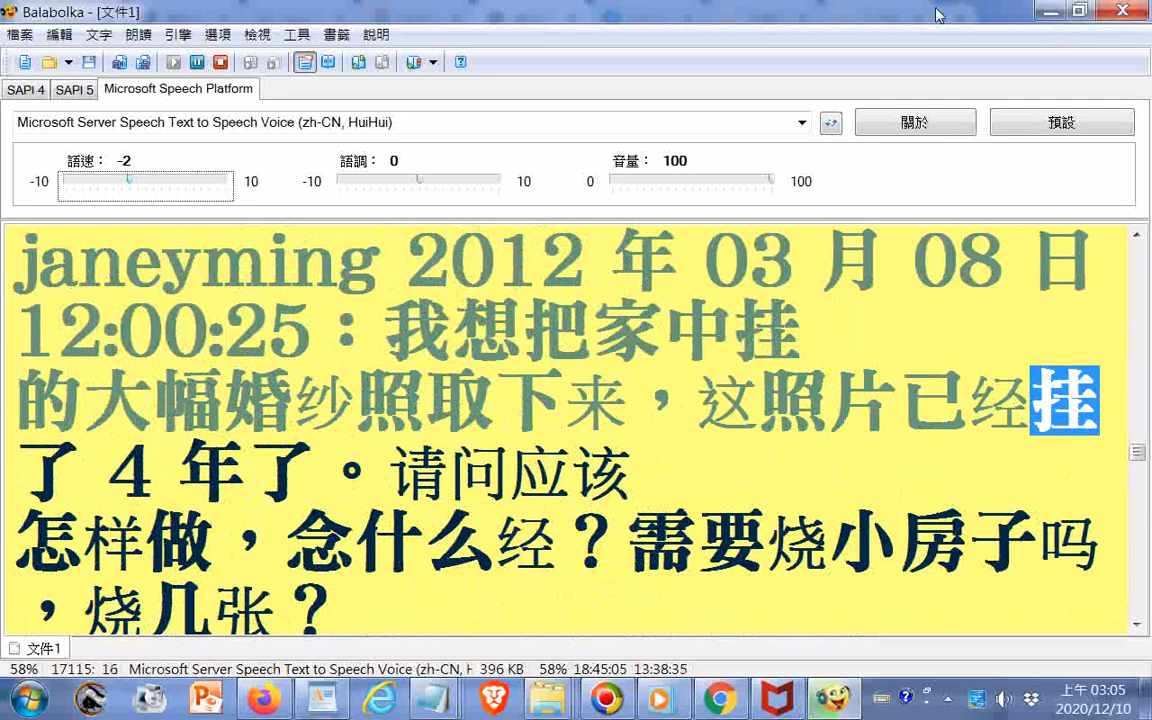 Balabolka - [文件1]
檔案 編輯 文字 朗讀 引擎 選項 檢視 工具 書籤 說明
SAPI 4 SAPI 5 Microsoft Speech Platform
Microsoft Server Speech Text to Speech Voice (zh-CN, HuiHui) 關於 預設
語速： -2 語調： 0 音量： 100
-10 10 -10 10 0 100
janeyming 2012 年 03 月 08 日
12:00:25：我想把家中挂
的大幅婚纱照取下来，这照片已经挂
了 4 年了。请问应该
怎样做，念什么经？需要烧小房子吗
，烧几张？
文件1
58% 17115: 16 Microsoft Server Speech Text to Speech Voice (zh-CN, H 396 KB 58% 18:45:05 13:38:35
上午 03:05
2020/12/10